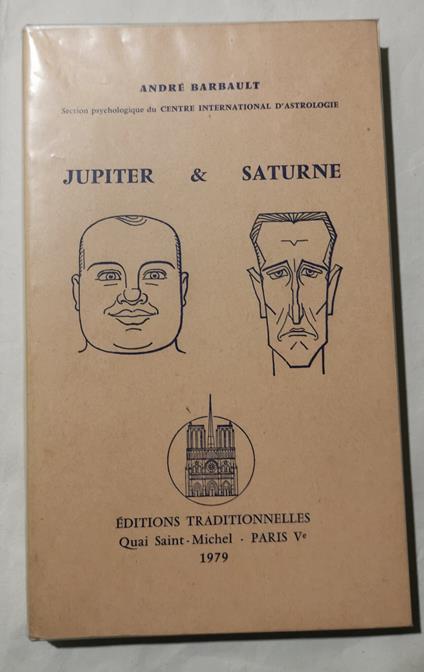 ANDRÉ BARBAULT
Section psychologique du CENTRE INTERNATIONAL D'ASTROLOGIE
JUPITER & SATURNE
ÉDITIONS TRADITIONNELLES
Quai Saint-Michel - PARIS Ve
1979